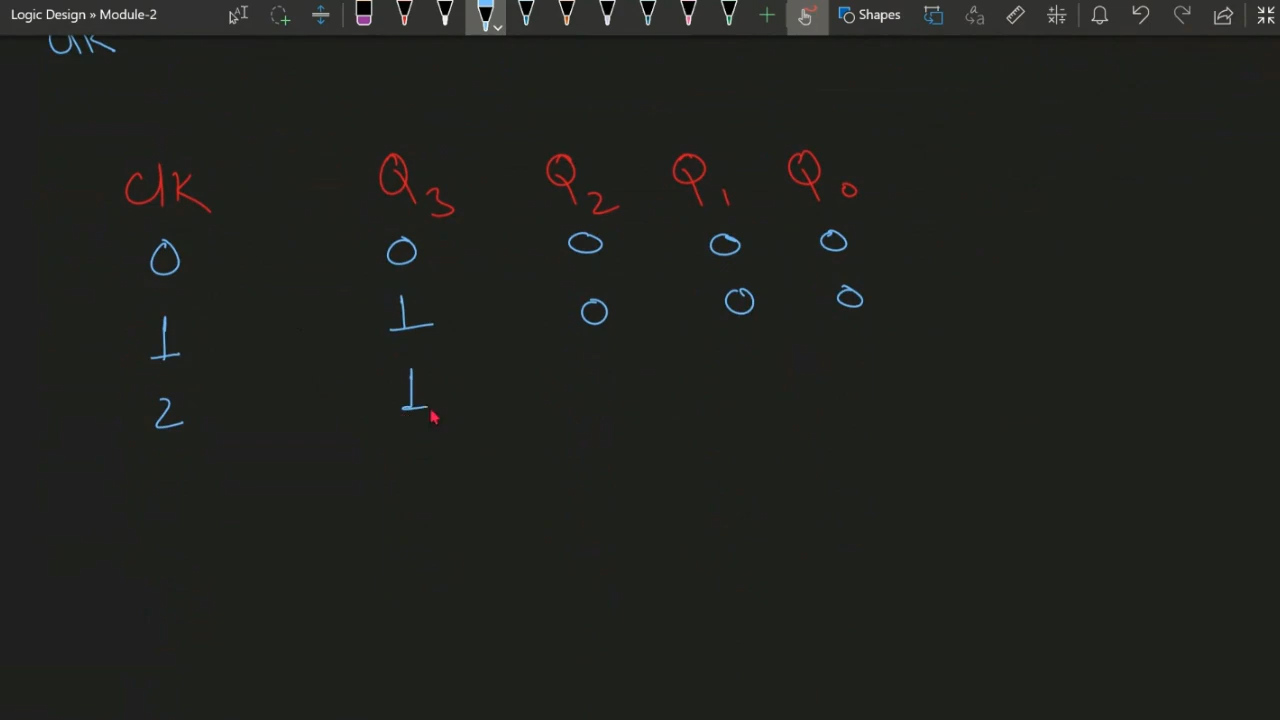 Logic Design » Module-2
Shapes
clk
clk Q3 Q2 Q1 Q0
0 0 0 0 0
1 1 0 0 0
2 1